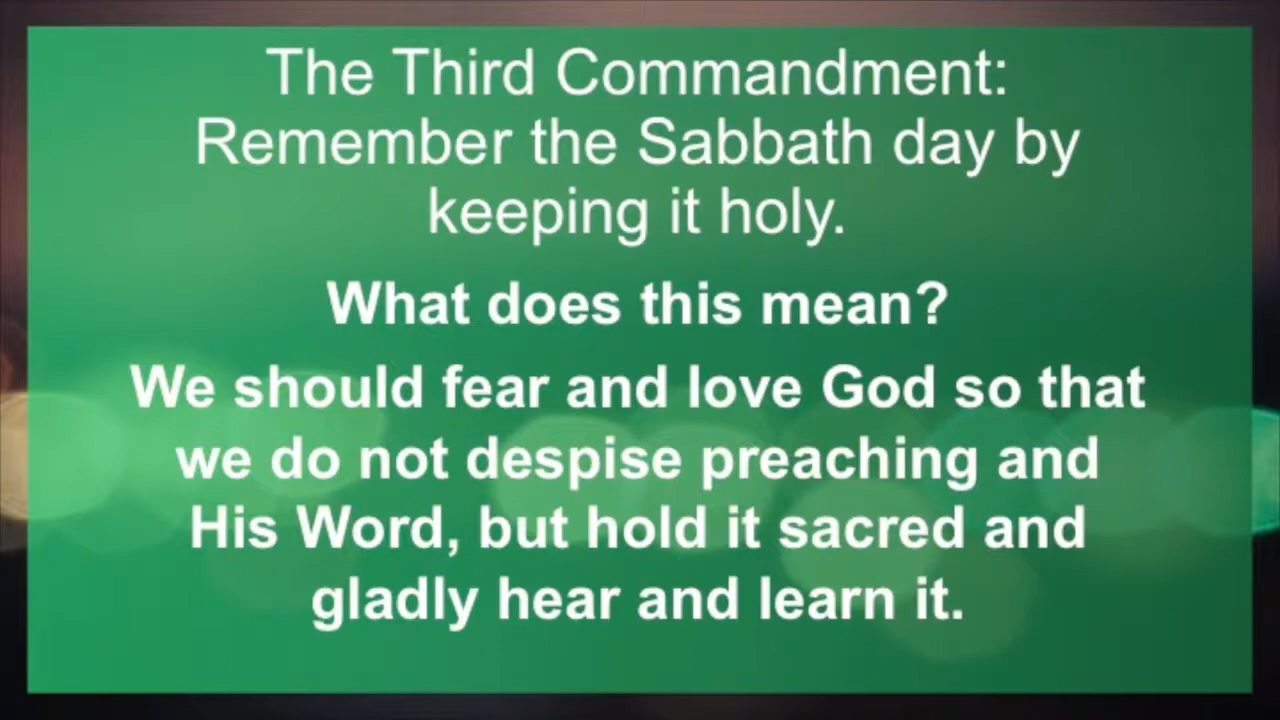 The Third Commandment:
Remember the Sabbath day by
keeping it holy.
What does this mean?
We should fear and love God so that
we do not despise preaching and
His Word, but hold it sacred and
gladly hear and learn it.